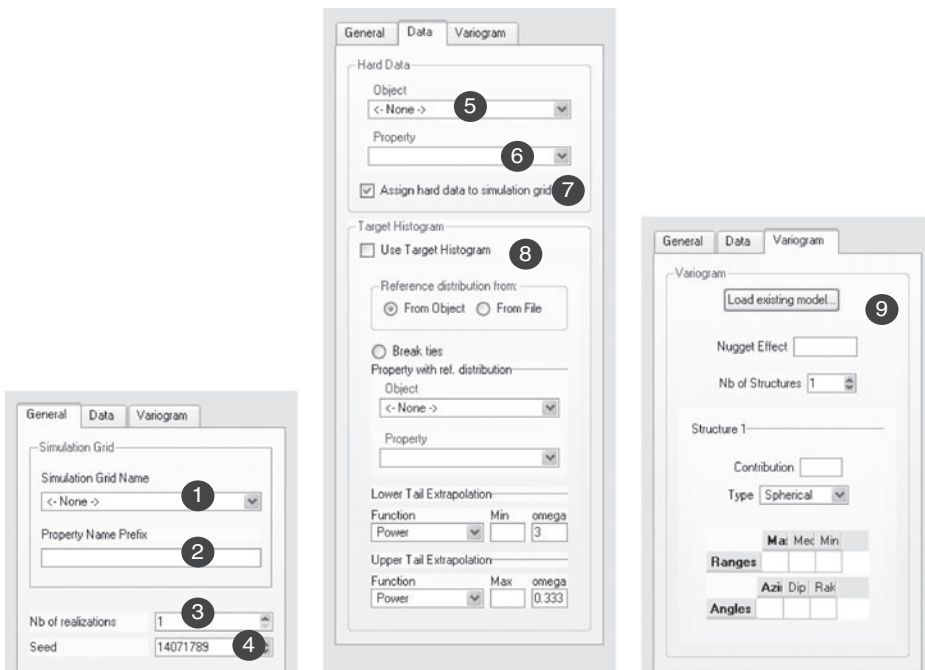 General Data Variogram
Simulation Grid
Simulation Grid Name
<- None -> 1
Property Name Prefix
2
Nb of realizations 1 3
Seed 14071789 4
General Data Variogram
Hard Data
Object
<- None -> 5
Property
6
Assign hard data to simulation grid 7
Target Histogram
Use Target Histogram 8
Reference distribution from:
From Object From File
Break ties
Property with ref. distribution
Object
<- None ->
Property
Lower Tail Extrapolation
Function Min omega
Power 3
Upper Tail Extrapolation
Function Max omega
Power 0.333
General Data Variogram
Variogram
Load existing model... 9
Nugget Effect
Nb of Structures 1
Structure 1
Contribution
Type Spherical
Ma: Med Min
Ranges
Azii Dip Rak
Angles